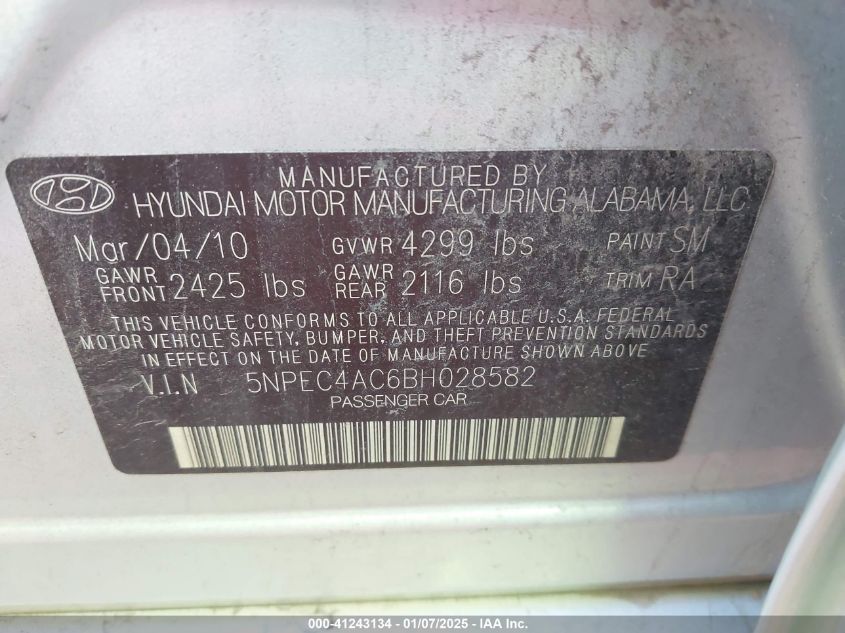 MANUFACTURED BY
HYUNDAI MOTOR MANUFACTURING ALABAMA, LLC
Mar/04/10 GVWR 4299 lbs PAINT SM
GAWR FRONT 2425 lbs GAWR REAR 2116 lbs TRIM RA
THIS VEHICLE CONFORMS TO ALL APPLICABLE U.S.A. FEDERAL
MOTOR VEHICLE SAFETY, BUMPER, AND THEFT PREVENTION STANDARDS
IN EFFECT ON THE DATE OF MANUFACTURE SHOWN ABOVE.
V.I.N 5NPEC4AC6BH028582
PASSENGER CAR
000-41243134 - 01/07/2025 - IAA Inc.